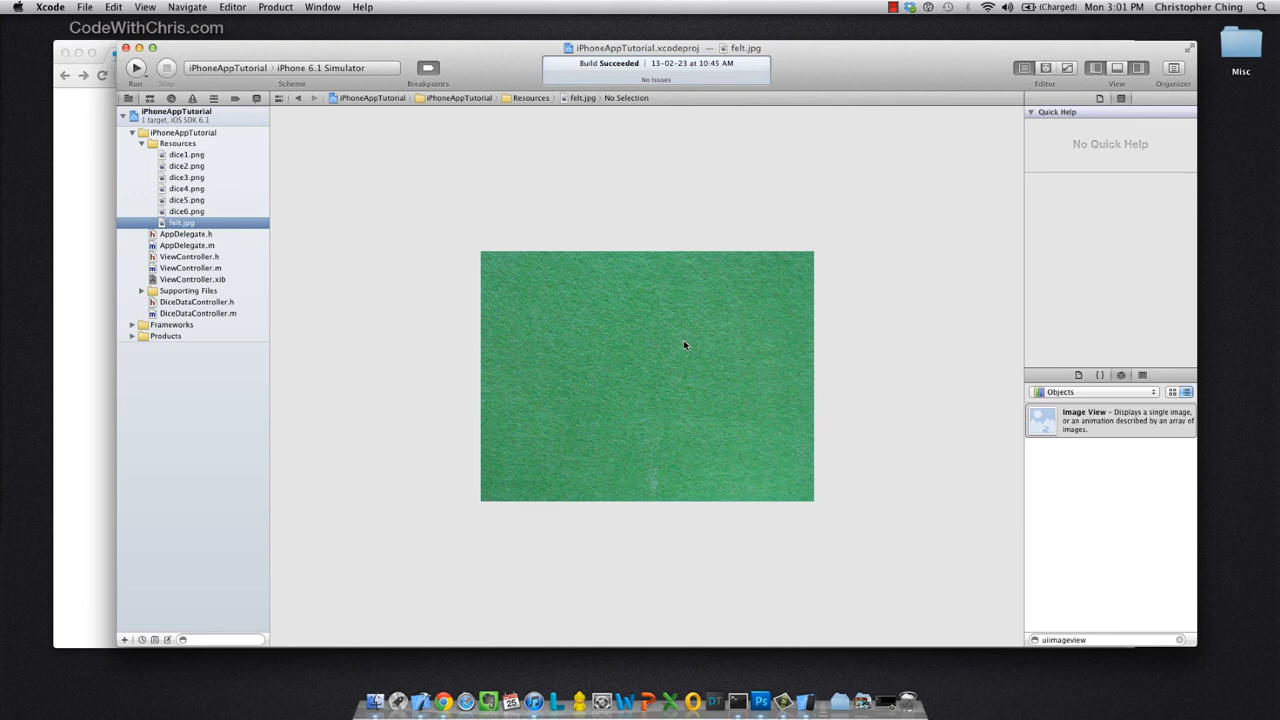 Xcode File Edit View Navigate Editor Product Window Help (Charged) Mon 3:01 PM Christopher Ching
CodeWithChris.com
iPhoneAppTutorial.xcodeproj — felt.jpg
iPhoneAppTutorial › iPhone 6.1 Simulator
Build Succeeded | 13-02-23 at 10:45 AM
No Issues
Run Stop Scheme Breakpoints Editor View Organizer
Misc
iPhoneAppTutorial › iPhoneAppTutorial › Resources › felt.jpg › No Selection
iPhoneAppTutorial
1 target, iOS SDK 6.1
iPhoneAppTutorial
Resources
dice1.png
dice2.png
dice3.png
dice4.png
dice5.png
dice6.png
felt.jpg
AppDelegate.h
AppDelegate.m
ViewController.h
ViewController.m
ViewController.xib
Supporting Files
DiceDataController.h
DiceDataController.m
Frameworks
Products
Quick Help
No Quick Help
Objects
Image View – Displays a single image,
or an animation described by an array of
images.
uiimageview